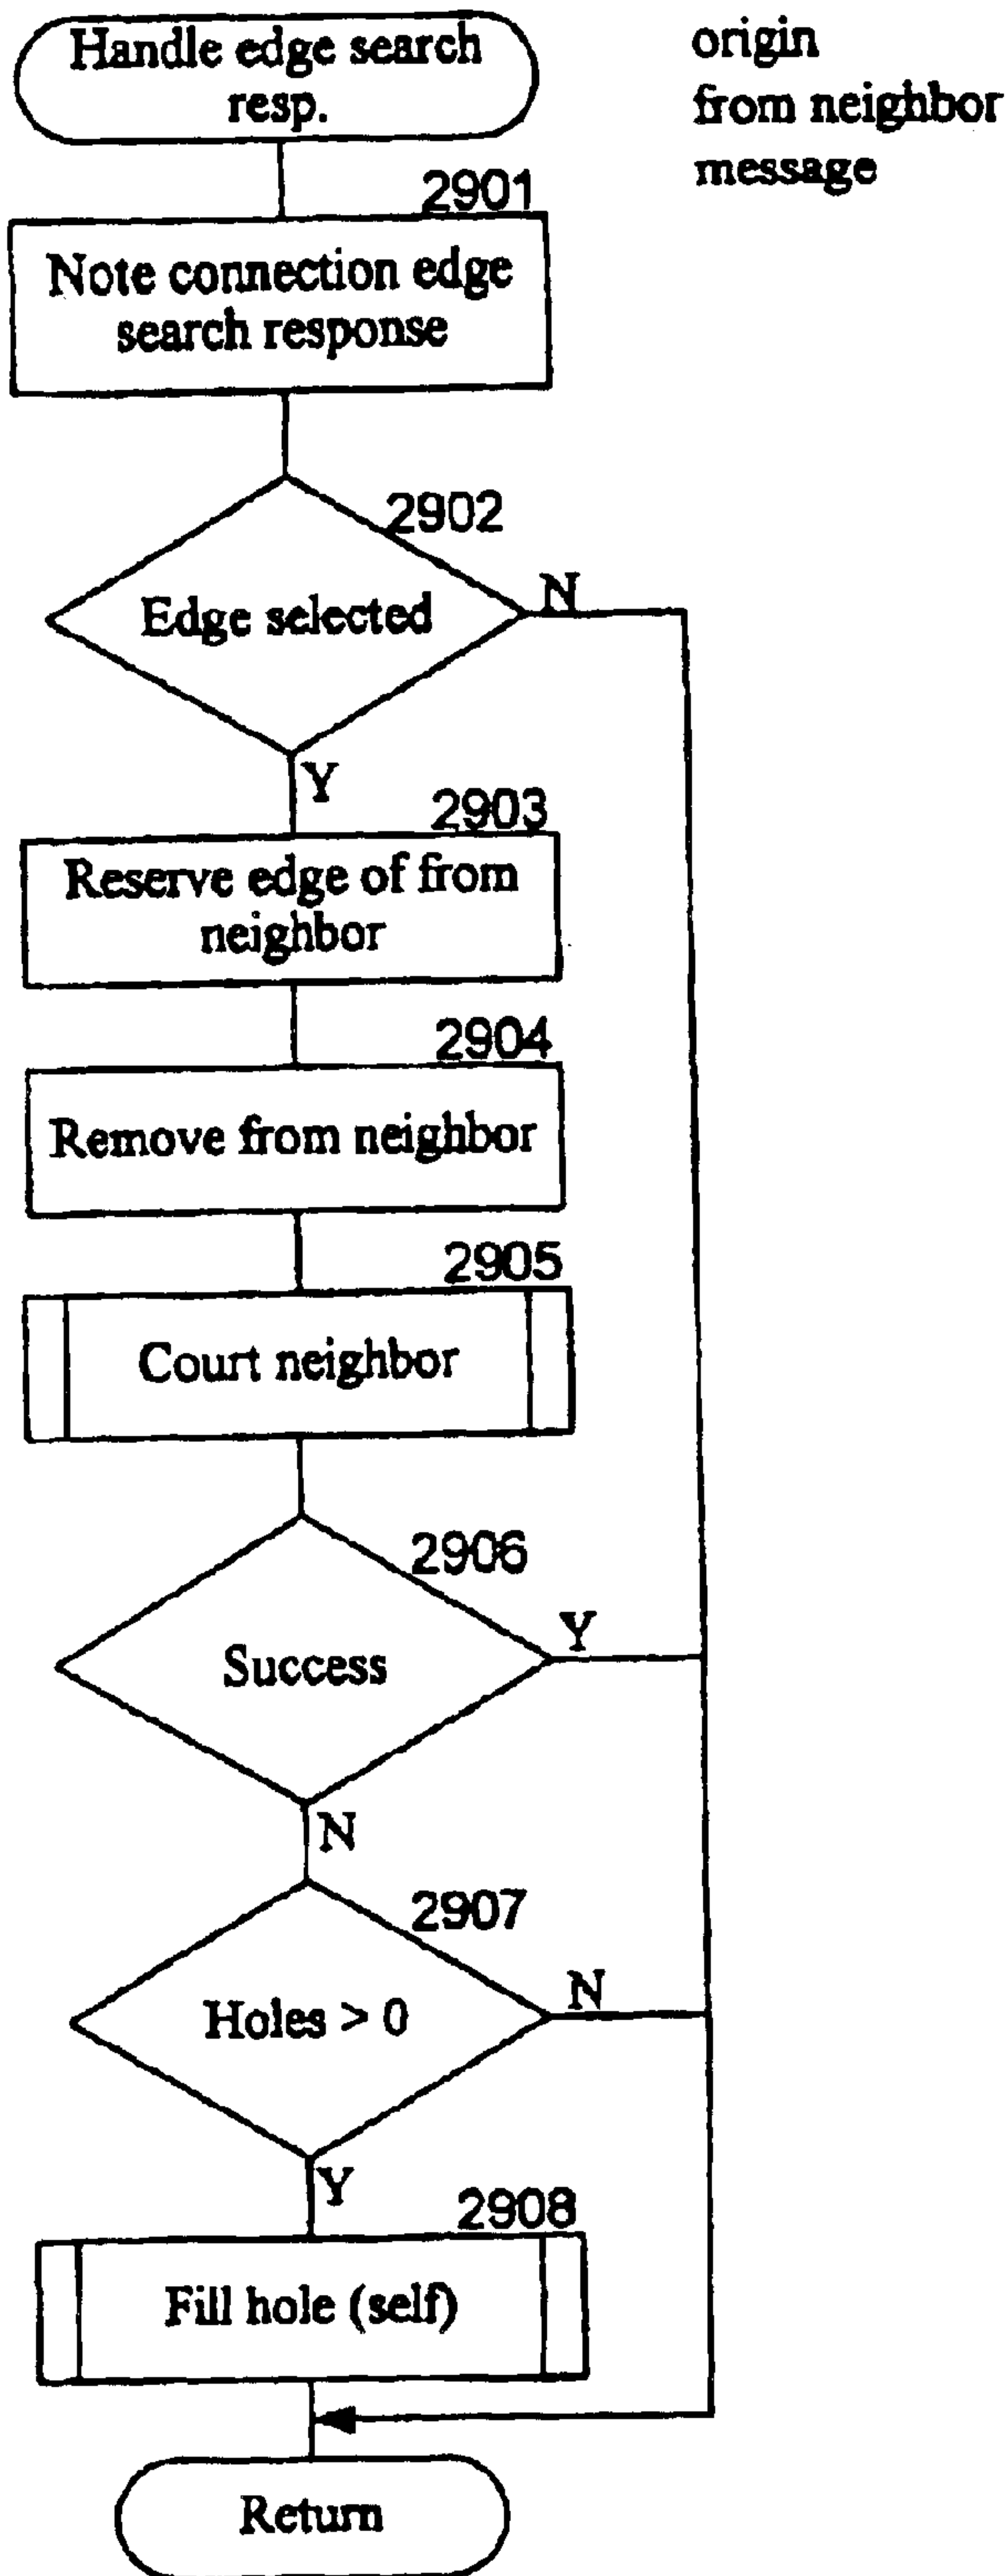 Handle edge search
resp.
origin
from neighbor
message
2901
Note connection edge
search response
2902
Edge selected
N
Y
2903
Reserve edge of from
neighbor
2904
Remove from neighbor
2905
Court neighbor
2906
Success
Y
N
2907
Holes > 0
N
Y
2908
Fill hole (self)
Return